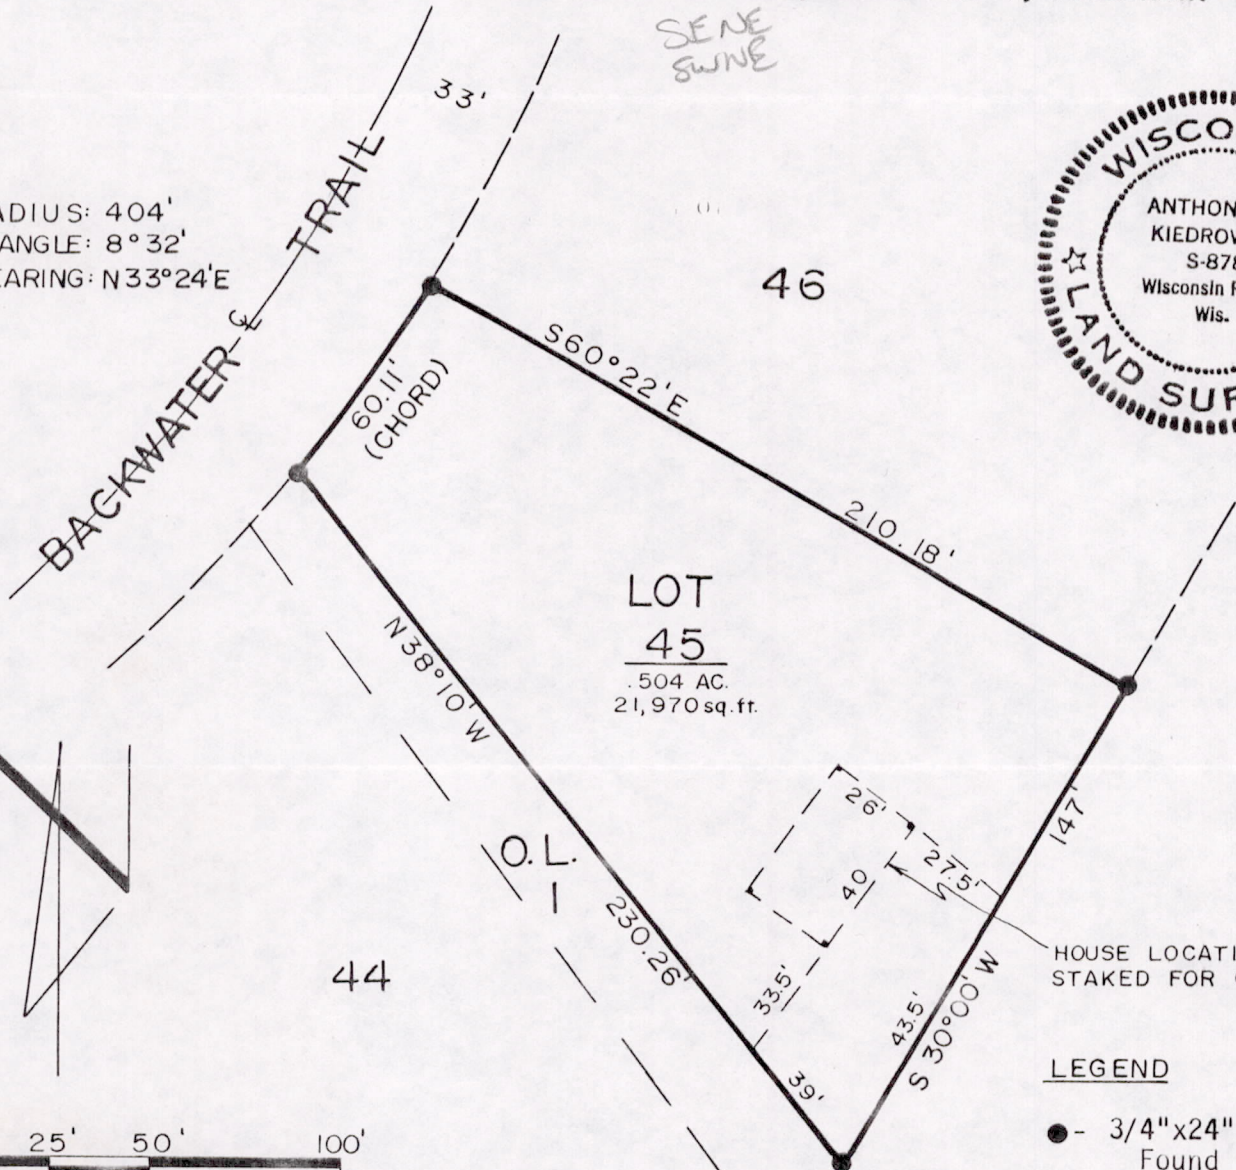 SENE
SWNE
33'
BACKWATER TRAIL
RADIUS: 404'
ANGLE: 8°32'
EARING: N33°24'E
WISCO
ANTHON
KIEDROW
S-878
Wisconsin R
Wis.
LAND SUR
46
S60°22'E
210.18'
60.11'
(CHORD)
LOT
45
.504 AC.
21,970 sq.ft.
N38°10'W
230.26'
O.L.
1
44
26'
27.5'
40
33.5'
39'
43.5'
147'
S 30°00'W
HOUSE LOCATI
STAKED FOR
LEGEND
- 3/4"x24"
Found
25' 50' 100'